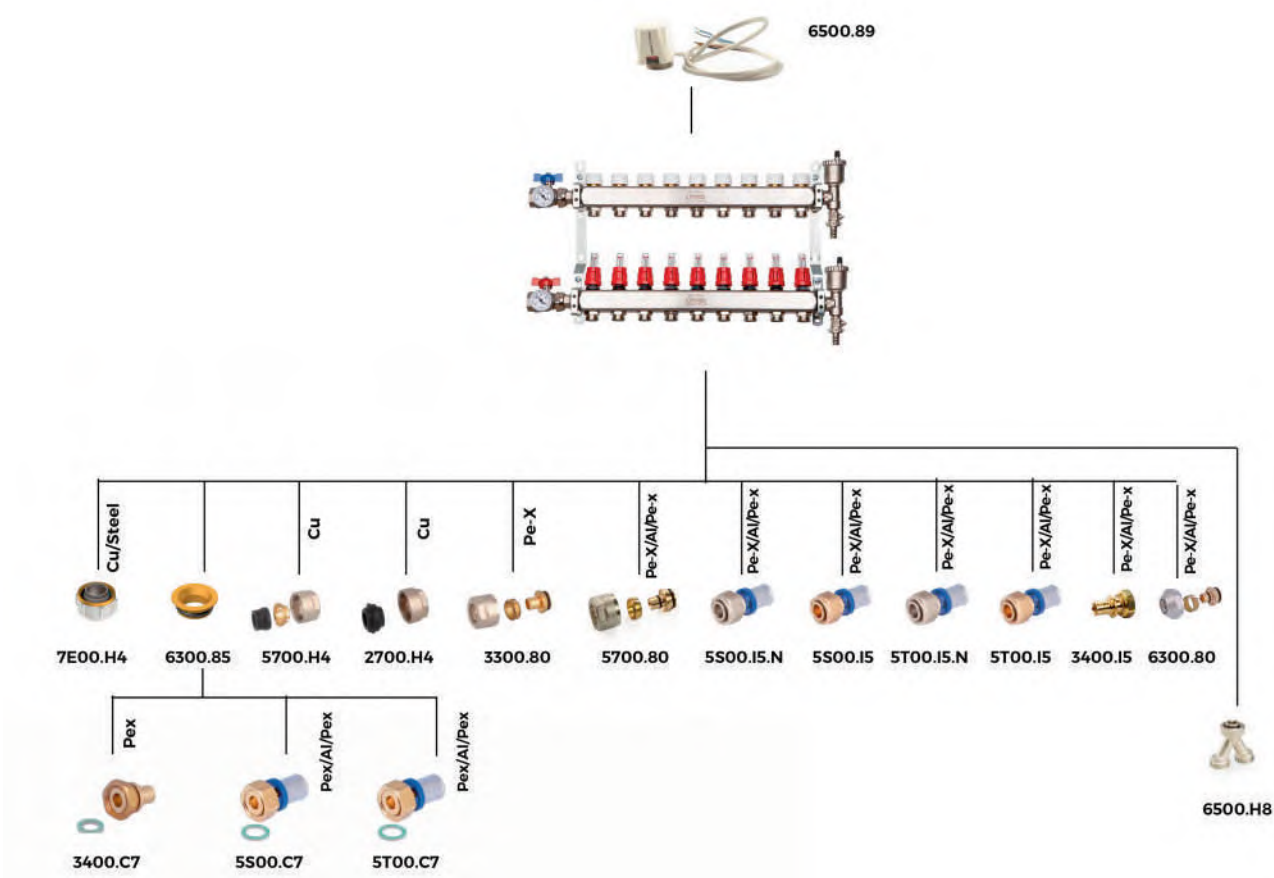 6500.89
Cu/Steel
Cu
Cu
Pe-X
Pe-X/Al/Pe-x
Pe-X/Al/Pe-x
Pe-X/Al/Pe-x
Pe-X/Al/Pe-x
Pe-X/Al/Pe-x
Pe-X/Al/Pe-x
Pe-X/Al/Pe-x
7E00.H4
6300.85
5700.H4
2700.H4
3300.80
5700.80
5S00.I5.N
5S00.I5
5T00.I5.N
5T00.I5
3400.I5
6300.80
Pex
Pex/Al/Pex
Pex/Al/Pex
6500.H8
3400.C7
5S00.C7
5T00.C7